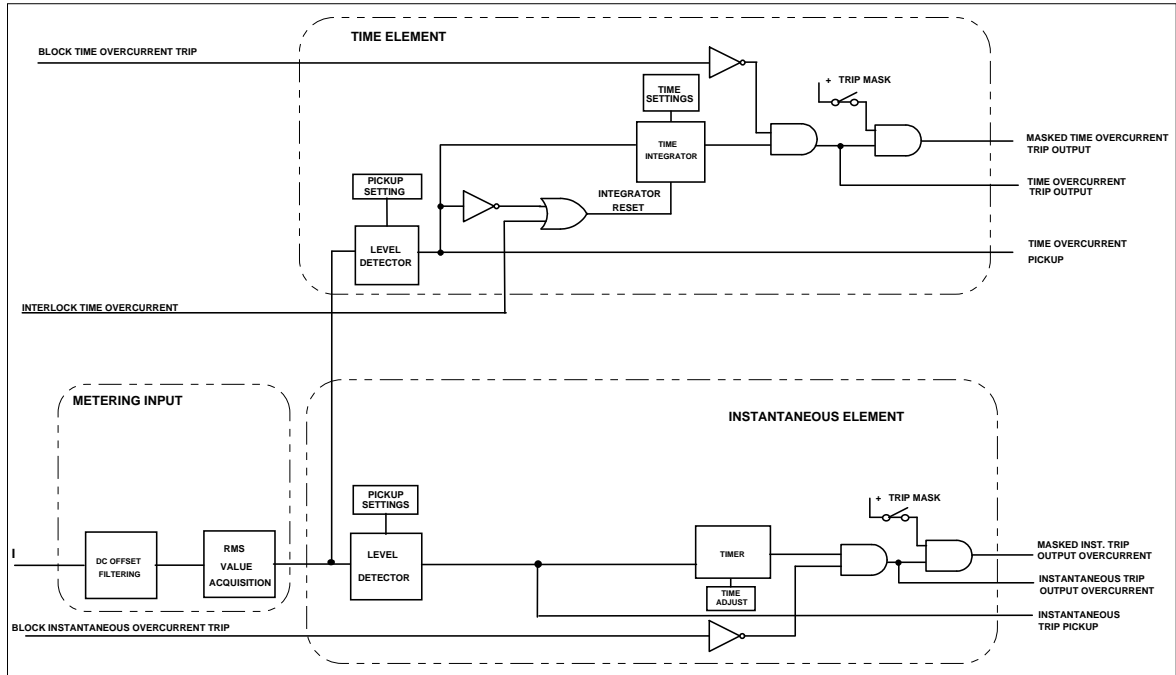 TIME ELEMENT
BLOCK TIME OVERCURRENT TRIP
+ TRIP MASK
TIME
SETTINGS
TIME
INTEGRATOR
MASKED TIME OVERCURRENT
TRIP OUTPUT
PICKUP
SETTING
INTEGRATOR
RESET
TIME OVERCURRENT
TRIP OUTPUT
LEVEL
DETECTOR
TIME OVERCURRENT
PICKUP
INTERLOCK TIME OVERCURRENT
METERING INPUT
INSTANTANEOUS ELEMENT
PICKUP
SETTINGS
+ TRIP MASK
I
DC OFFSET
FILTERING
RMS
VALUE
ACQUISITION
LEVEL
DETECTOR
TIMER
TIME
ADJUST
MASKED INST. TRIP
OUTPUT OVERCURRENT
INSTANTANEOUS TRIP
OUTPUT OVERCURRENT
INSTANTANEOUS
TRIP PICKUP
BLOCK INSTANTANEOUS OVERCURRENT TRIP